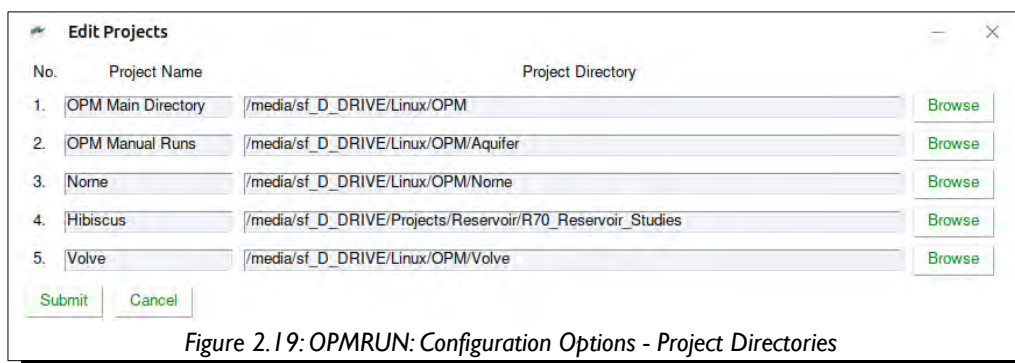 Edit Projects
No. Project Name Project Directory
1. OPM Main Directory /media/sf_D_DRIVE/Linux/OPM Browse
2. OPM Manual Runs /media/sf_D_DRIVE/Linux/OPM/Aquifer Browse
3. Norne /media/sf_D_DRIVE/Linux/OPM/Norne Browse
4. Hibiscus /media/sf_D_DRIVE/Projects/Reservoir/R70_Reservoir_Studies Browse
5. Volve /media/sf_D_DRIVE/Linux/OPM/Volve Browse
Submit Cancel
Figure 2.19: OPMRUN: Configuration Options - Project Directories